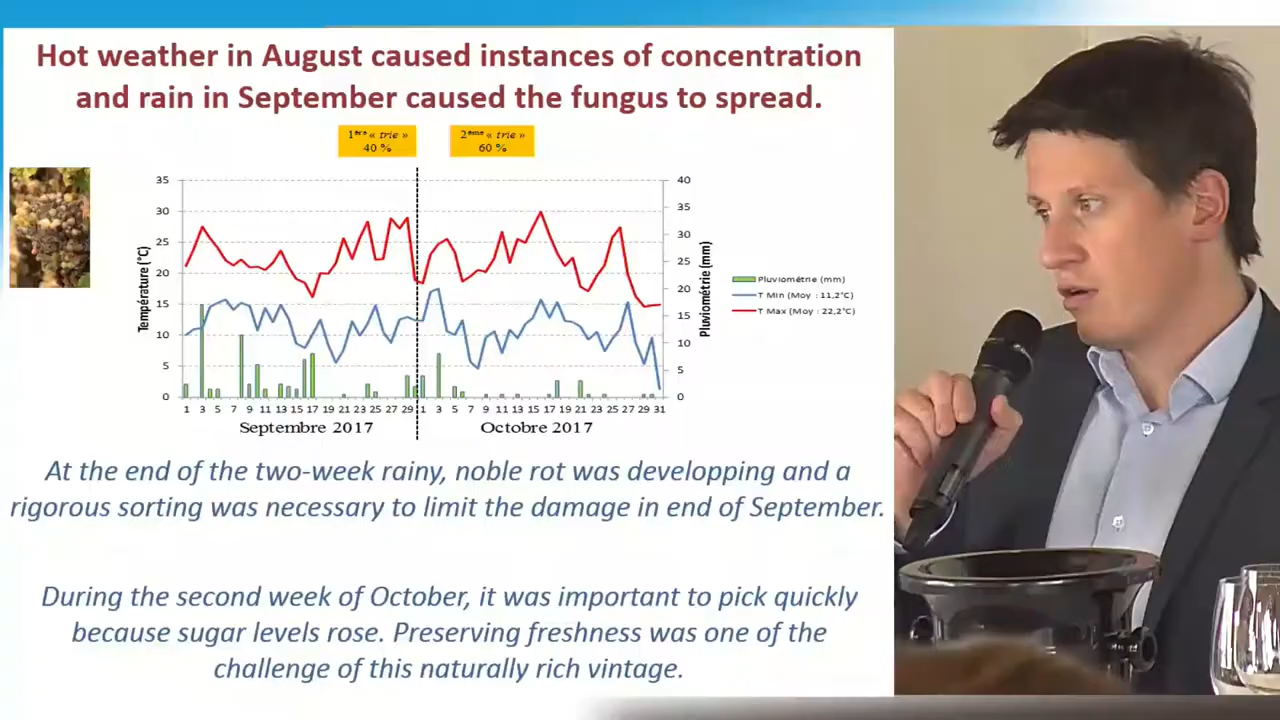 Hot weather in August caused instances of concentration
and rain in September caused the fungus to spread.
1ère « trie »
40 %
2ème « trie »
60 %
35
30
25
20
15
10
5
0
Température (°C)
40
35
30
25
20
15
10
5
0
Pluviométrie (mm)
Pluviométrie (mm)
T Min (Moy : 11,2°C)
T Max (Moy : 22,2°C)
1 3 5 7 9 11 13 15 17 19 21 23 25 27 29 1 3 5 7 9 11 13 15 17 19 21 23 25 27 29 31
Septembre 2017
Octobre 2017
At the end of the two-week rainy, noble rot was developping and a
rigorous sorting was necessary to limit the damage in end of September.
During the second week of October, it was important to pick quickly
because sugar levels rose. Preserving freshness was one of the
challenge of this naturally rich vintage.